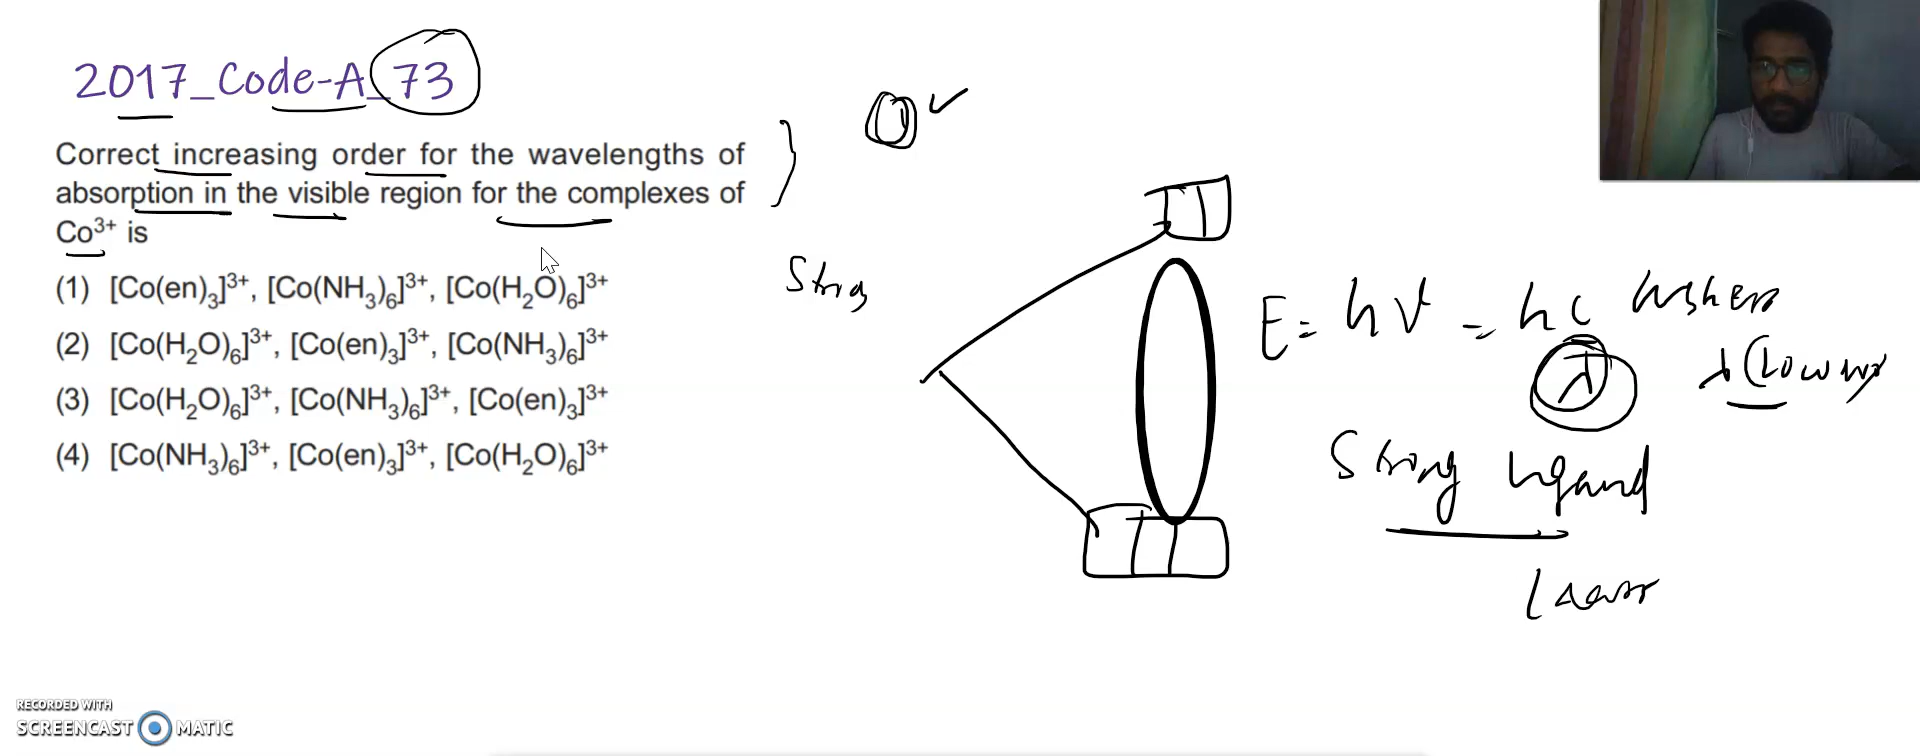 2017_Code-A_73
Correct increasing order for the wavelengths of
absorption in the visible region for the complexes of
Co³⁺ is
(1) [Co(en)₃]³⁺, [Co(NH₃)₆]³⁺, [Co(H₂O)₆]³⁺
(2) [Co(H₂O)₆]³⁺, [Co(en)₃]³⁺, [Co(NH₃)₆]³⁺
(3) [Co(H₂O)₆]³⁺, [Co(NH₃)₆]³⁺, [Co(en)₃]³⁺
(4) [Co(NH₃)₆]³⁺, [Co(en)₃]³⁺, [Co(H₂O)₆]³⁺
E = hν = hc
λ
λ (Low
Strong ligand
RECORDED WITH
SCREENCAST MATIC